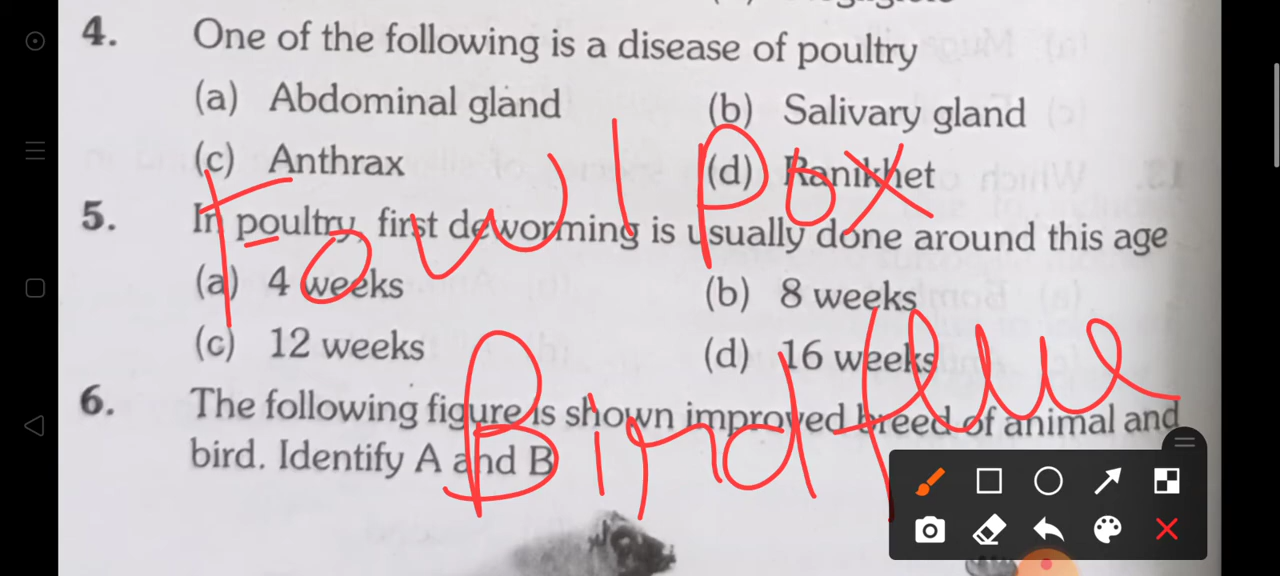 4. One of the following is a disease of poultry
(a) Abdominal gland (b) Salivary gland
(c) Anthrax (d) Ranikhet
Fowl pox
5. In poultry, first deworming is usually done around this age
(a) 4 weeks (b) 8 weeks
(c) 12 weeks (d) 16 weeks
Bird flue
6. The following figure is shown improved breed of animal and
bird. Identify A and B